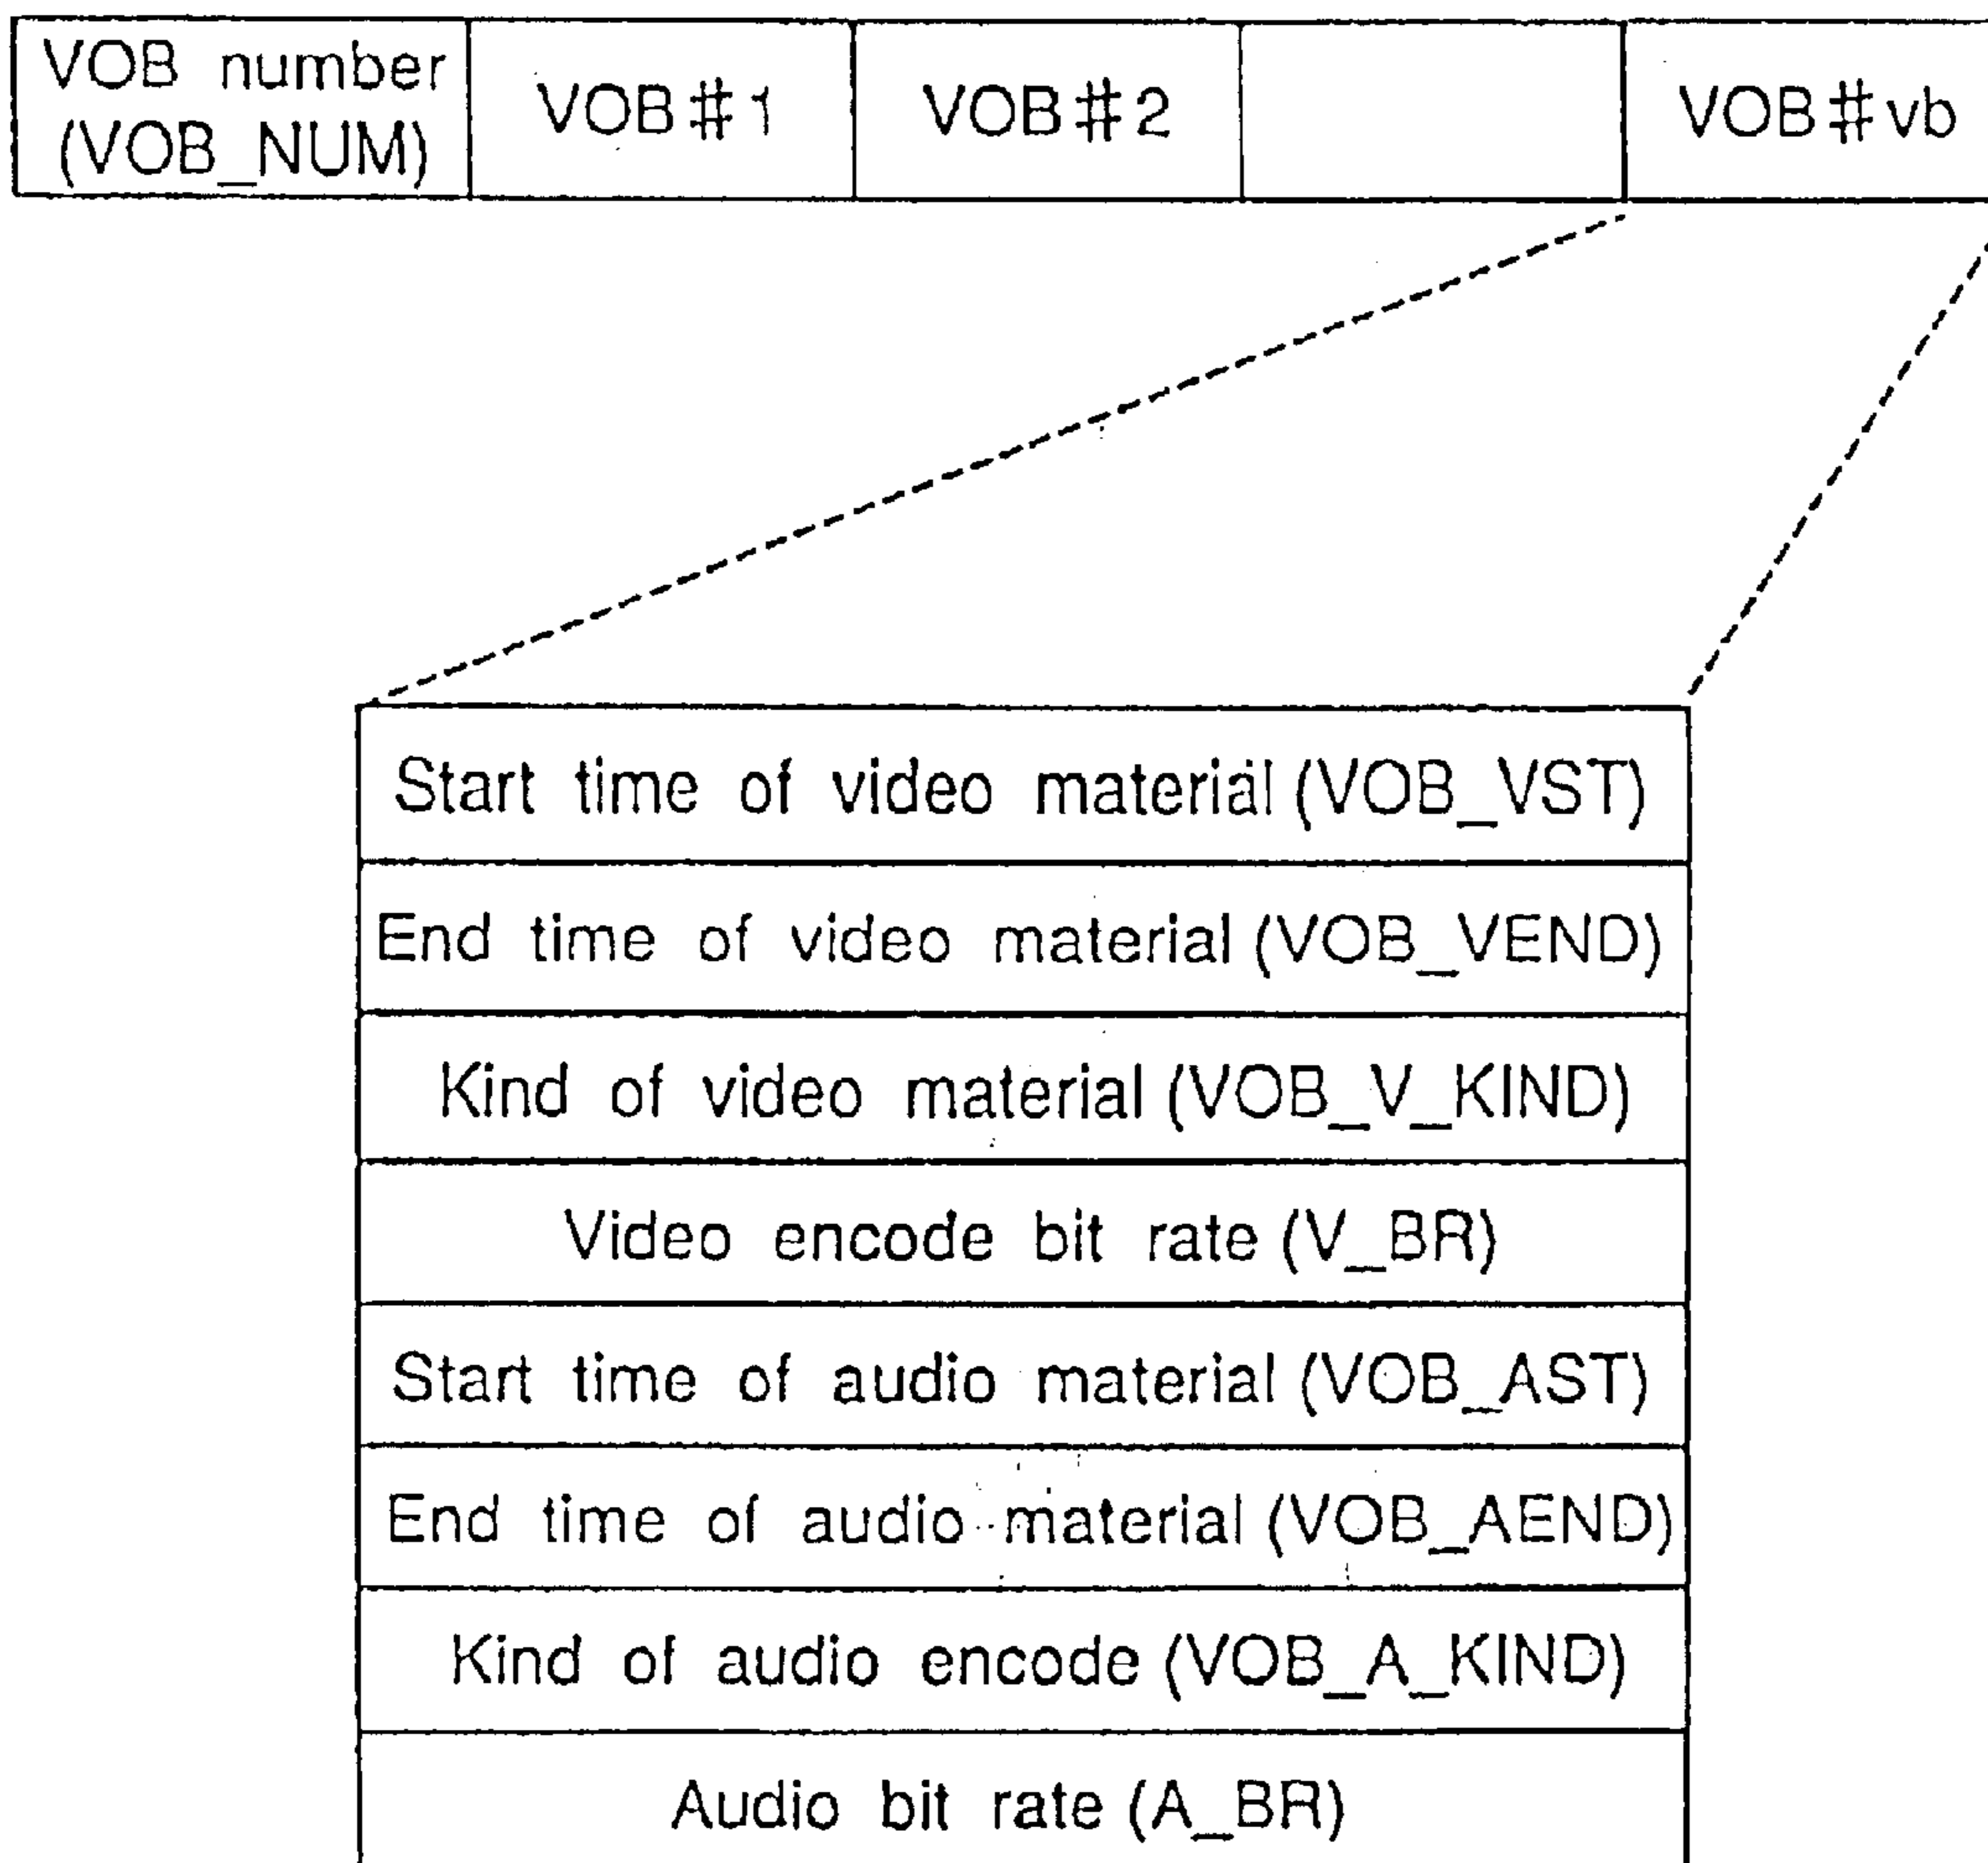 VOB number
(VOB_NUM)
VOB#1
VOB#2
VOB#vb
Start time of video material (VOB_VST)
End time of video material (VOB_VEND)
Kind of video material (VOB_V_KIND)
Video encode bit rate (V_BR)
Start time of audio material (VOB_AST)
End time of audio material (VOB_AEND)
Kind of audio encode (VOB_A_KIND)
Audio bit rate (A_BR)